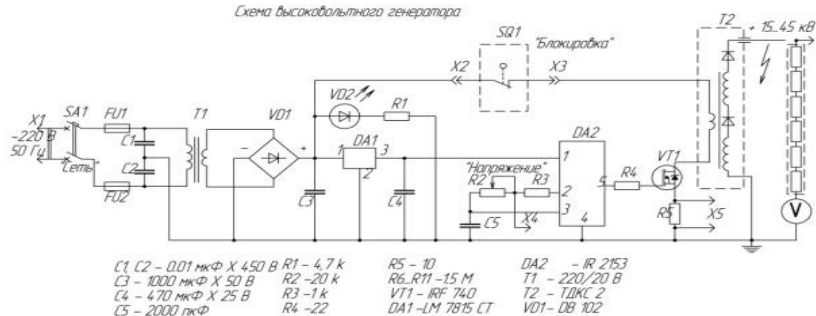 Схема высоковольтного генератора
SQ1
"Блокировка"
T2
+ 15...45 кВ
X2
X3
X1
SA1
FU1
T1
VD1
VD2
R1
DA1
DA2
VT1
~220 В
50 Гц
"Сеть"
C1
C2
FU2
-
+
1
3
2
C3
C4
"Напряжение"
R2
R3
X4
C5
1
2
3
4
5
R4
R5
X5
V
C1, C2 - 0.01 мкФ X 450 В
C3 - 1000 мкФ X 50 В
C4 - 470 мкФ X 25 В
C5 - 2000 пкФ
R1 - 4,7 k
R2 -20 k
R3 -1 k
R4 -22
R5 - 10
R6...R11 -1.5 M
VT1 -IRF 740
DA1 -LM 7815 CT
DA2 - IR 2153
T1 - 220/20 В
T2 - ТДКС 2
VD1- DB 102